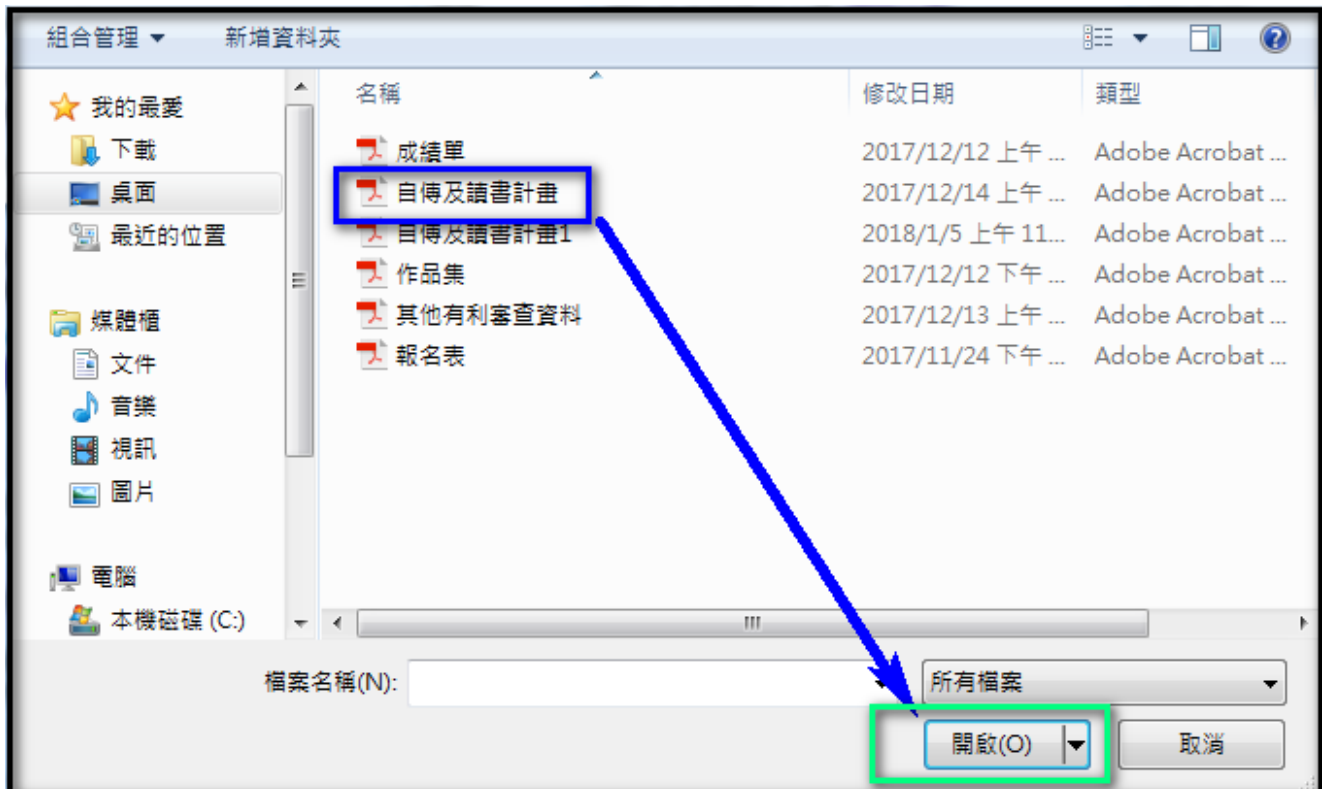 組合管理 新增資料夾
我的最愛
下載
桌面
最近的位置
媒體櫃
文件
音樂
視訊
圖片
電腦
本機磁碟 (C:)
名稱 修改日期 類型
成績單 2017/12/12 上午 ... Adobe Acrobat ...
自傳及讀書計畫 2017/12/14 上午 ... Adobe Acrobat ...
自傳及讀書計畫1 2018/1/5 上午 11... Adobe Acrobat ...
作品集 2017/12/12 下午 ... Adobe Acrobat ...
其他有利審查資料 2017/12/13 上午 ... Adobe Acrobat ...
報名表 2017/11/24 下午 ... Adobe Acrobat ...
檔案名稱(N): 所有檔案
開啟(O) 取消